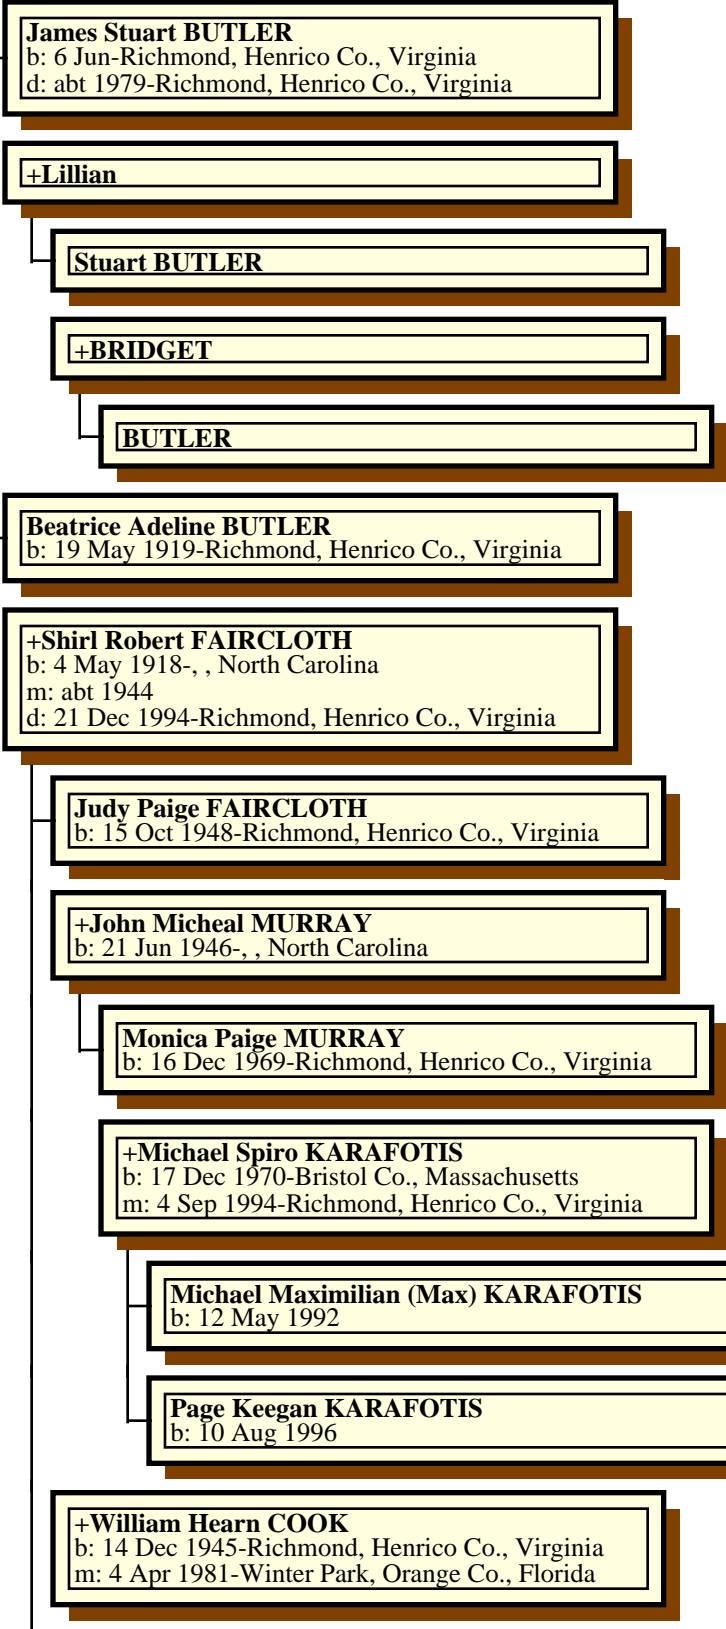 James Stuart BUTLER
b: 6 Jun-Richmond, Henrico Co., Virginia
d: abt 1979-Richmond, Henrico Co., Virginia
+Lillian
Stuart BUTLER
+BRIDGET
BUTLER
Beatrice Adeline BUTLER
b: 19 May 1919-Richmond, Henrico Co., Virginia
+Shirl Robert FAIRCLOTH
b: 4 May 1918-, , North Carolina
m: abt 1944
d: 21 Dec 1994-Richmond, Henrico Co., Virginia
Judy Paige FAIRCLOTH
b: 15 Oct 1948-Richmond, Henrico Co., Virginia
+John Micheal MURRAY
b: 21 Jun 1946-, , North Carolina
Monica Paige MURRAY
b: 16 Dec 1969-Richmond, Henrico Co., Virginia
+Michael Spiro KARAFOTIS
b: 17 Dec 1970-Bristol Co., Massachusetts
m: 4 Sep 1994-Richmond, Henrico Co., Virginia
Michael Maximilian (Max) KARAFOTIS
b: 12 May 1992
Page Keegan KARAFOTIS
b: 10 Aug 1996
+William Hearn COOK
b: 14 Dec 1945-Richmond, Henrico Co., Virginia
m: 4 Apr 1981-Winter Park, Orange Co., Florida